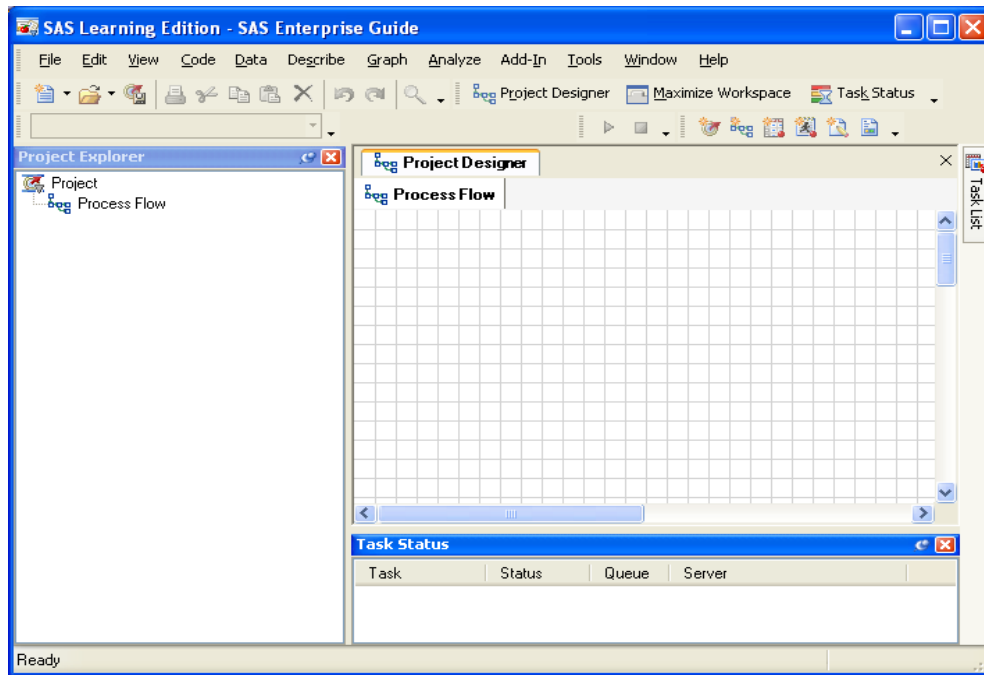 SAS Learning Edition - SAS Enterprise Guide
File Edit View Code Data Describe Graph Analyze Add-In Tools Window Help
Project Designer Maximize Workspace Task Status
Project Explorer
Project
Process Flow
Project Designer
Process Flow
Task List
Task Status
Task Status Queue Server
Ready